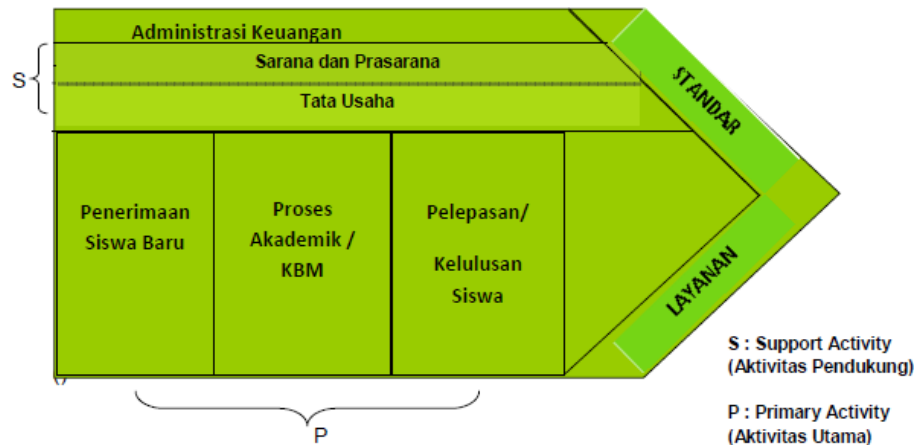 Administrasi Keuangan
Sarana dan Prasarana
Tata Usaha
S
STANDAR
Penerimaan
Siswa Baru
Proses
Akademik /
KBM
Pelepasan/
Kelulusan
Siswa
LAYANAN
P
S : Support Activity
(Aktivitas Pendukung)
P : Primary Activity
(Aktivitas Utama)